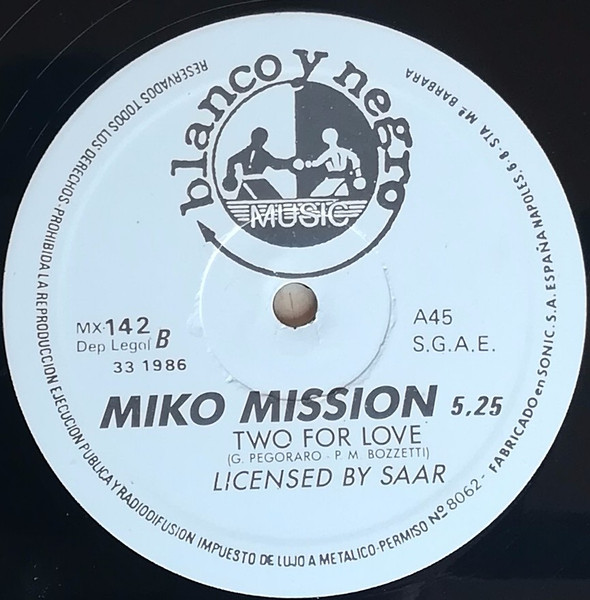 blanco y negro
MUSIC
MX-142
Dep Legal B
33 1986
A45
S.G.A.E.
MIKO MISSION 5,25
TWO FOR LOVE
(G. PEGORARO - P. M. BOZZETTI)
LICENSED BY SAAR
RESERVADOS TODOS LOS DERECHOS·PROHIBIDA LA REPRODUCCION EJECUCION PUBLICA Y RADIODIFUSION IMPUESTO DE LUJO A METALICO-PERMISO Nº 8062 - FABRICADO en SONIC. S.A. ESPAÑA NAPOLES, 6-8 - STA Mª BARBARA